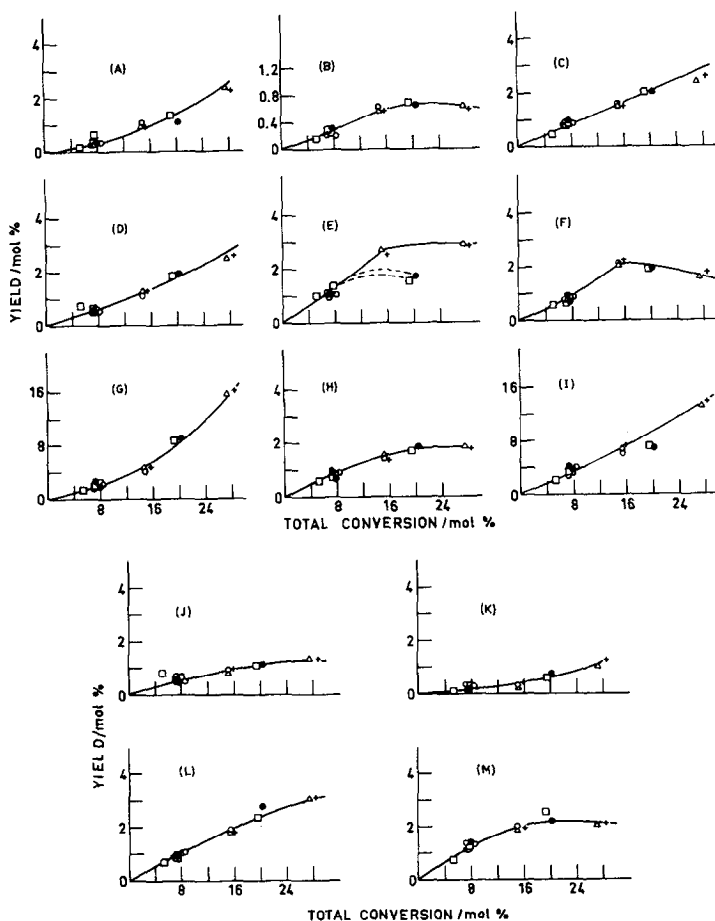 4 (A) 1.2 (B) 4 (C)
2 0.8 2
0.4
0 0 0
4 (D) 4 (E) 4 (F)
2 2 2
0 0 0
YIELD/mol %
16 (G) 4 (H) 16 (I)
8 2 8
0 0 0
8 16 24 8 16 24 8 16 24
TOTAL CONVERSION/mol %
4 (J) 4 (K)
2 2
0 0
YIELD/mol %
4 (L) 4 (M)
2 2
0 0
8 16 24 8 16 24
TOTAL CONVERSION/mol %